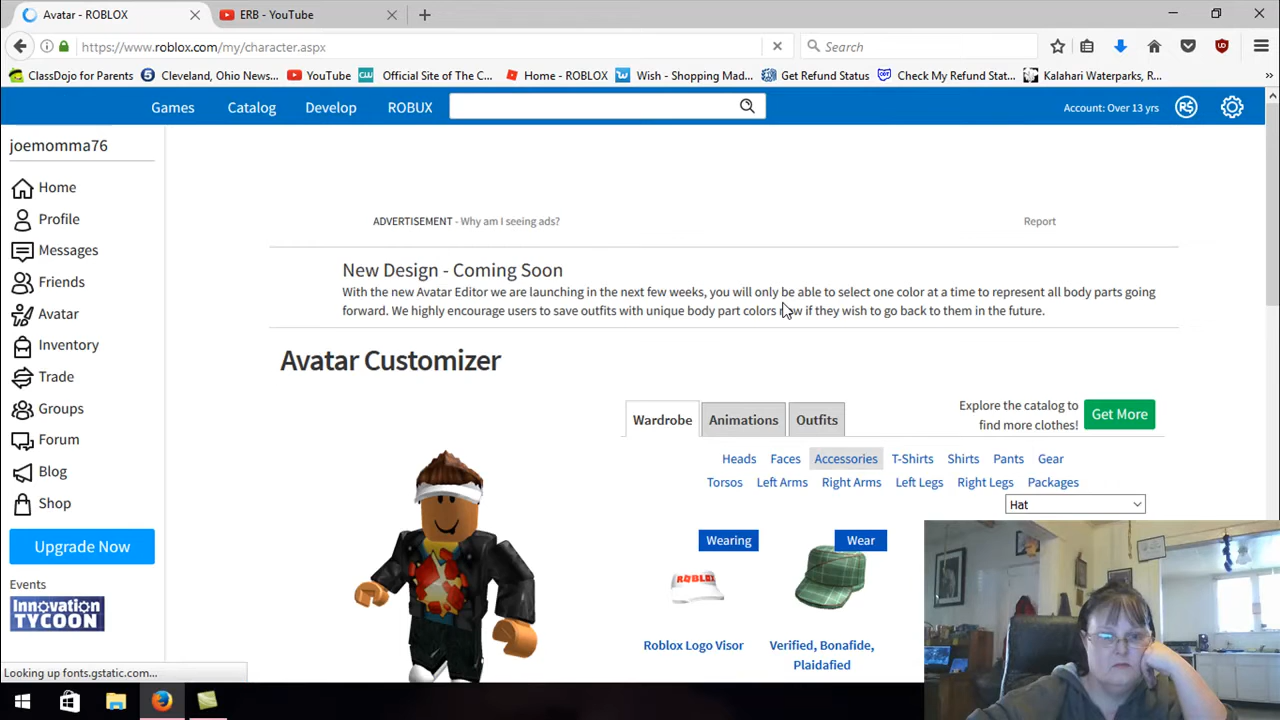 Avatar - ROBLOX
ERB - YouTube
https://www.roblox.com/my/character.aspx
Search
ClassDojo for Parents
Cleveland, Ohio News...
YouTube
Official Site of The C...
Home - ROBLOX
Wish - Shopping Mad...
Get Refund Status
Check My Refund Stat...
Kalahari Waterparks, R...
Games
Catalog
Develop
ROBUX
Account: Over 13 yrs
R$
joemomma76
Home
Profile
Messages
Friends
Avatar
Inventory
Trade
Groups
Forum
Blog
Shop
Upgrade Now
Events
Innovation
TYCOON
ADVERTISEMENT - Why am I seeing ads?
Report
New Design - Coming Soon
With the new Avatar Editor we are launching in the next few weeks, you will only be able to select one color at a time to represent all body parts going
forward. We highly encourage users to save outfits with unique body part colors now if they wish to go back to them in the future.
Avatar Customizer
Wardrobe
Animations
Outfits
Explore the catalog to
find more clothes!
Get More
Heads Faces Accessories T-Shirts Shirts Pants Gear
Torsos Left Arms Right Arms Left Legs Right Legs Packages
Hat
Wearing
Wear
ROBLOX
Roblox Logo Visor
Verified, Bonafide,
Plaidafied
Looking up fonts.gstatic.com...